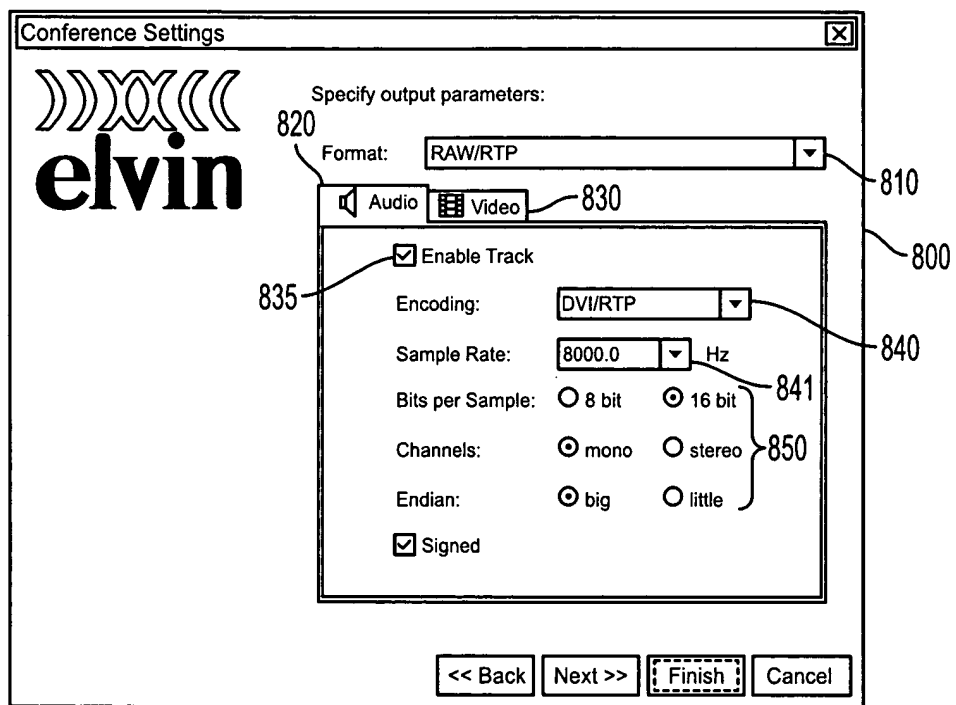 Conference Settings
elvin
Specify output parameters:
820
Format: RAW/RTP
810
Audio Video 830
800
Enable Track
835
Encoding: DVI/RTP
840
Sample Rate: 8000.0 Hz
841
Bits per Sample: 8 bit 16 bit
Channels: mono stereo 850
Endian: big little
Signed
<< Back Next >> Finish Cancel